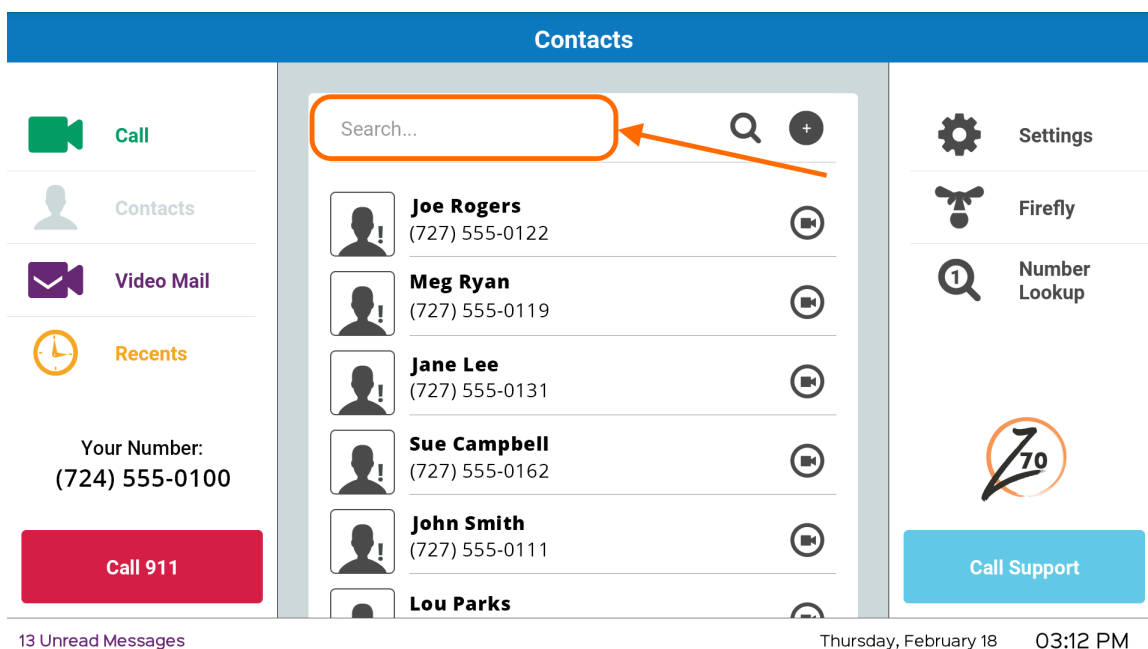 Contacts
Call
Contacts
Video Mail
Recents
Your Number:
(724) 555-0100
Call 911
Search...
+
Joe Rogers
(727) 555-0122
!
Meg Ryan
(727) 555-0119
!
Jane Lee
(727) 555-0131
!
Sue Campbell
(727) 555-0162
!
John Smith
(727) 555-0111
!
Lou Parks
Settings
Firefly
1
Number
Lookup
Z70
Call Support
13 Unread Messages
Thursday, February 18
03:12 PM